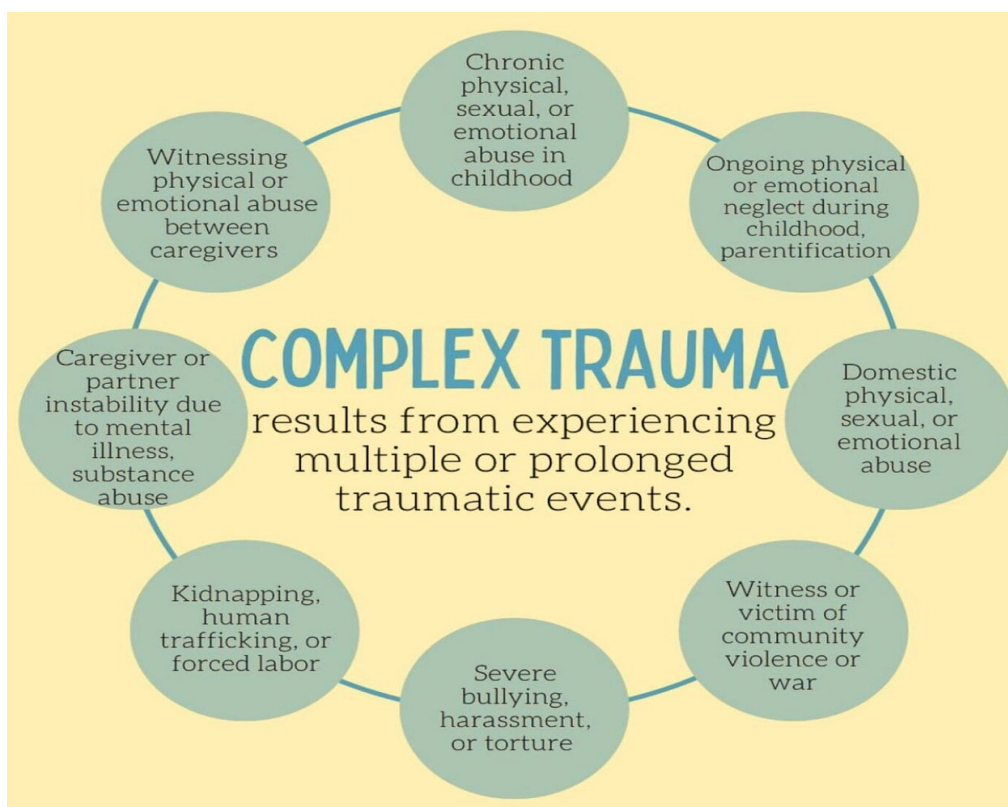 Chronic
physical,
sexual, or
emotional
abuse in
childhood
Ongoing physical
or emotional
neglect during
childhood,
parentification
Domestic
physical,
sexual, or
emotional
abuse
Witness or
victim of
community
violence or
war
Severe
bullying,
harassment,
or torture
Kidnapping,
human
trafficking, or
forced labor
Caregiver or
partner
instability due
to mental
illness,
substance
abuse
Witnessing
physical or
emotional abuse
between
caregivers
COMPLEX TRAUMA
results from experiencing
multiple or prolonged
traumatic events.